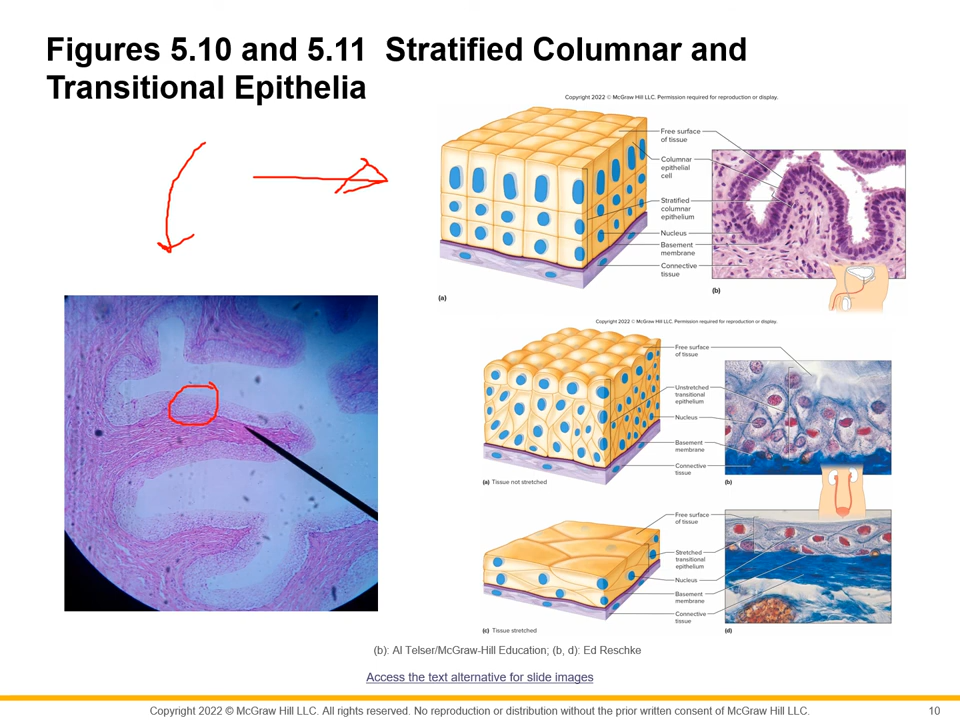 Figures 5.10 and 5.11 Stratified Columnar and
Transitional Epithelia
Copyright 2022 © McGraw Hill LLC. Permission required for reproduction or display.
Free surface
of tissue
Columnar
epithelial
cell
Stratified
columnar
epithelium
Nucleus
Basement
membrane
Connective
tissue
(a)
(b)
Copyright 2022 © McGraw Hill LLC. Permission required for reproduction or display.
Free surface
of tissue
Unstretched
transitional
epithelium
Nucleus
Basement
membrane
Connective
tissue
(a) Tissue not stretched
(b)
Free surface
of tissue
Stretched
transitional
epithelium
Nucleus
Basement
membrane
Connective
tissue
(c) Tissue stretched
(d)
(b): Al Telser/McGraw-Hill Education; (b, d): Ed Reschke
Access the text alternative for slide images
Copyright 2022 © McGraw Hill LLC. All rights reserved. No reproduction or distribution without the prior written consent of McGraw Hill LLC.
10